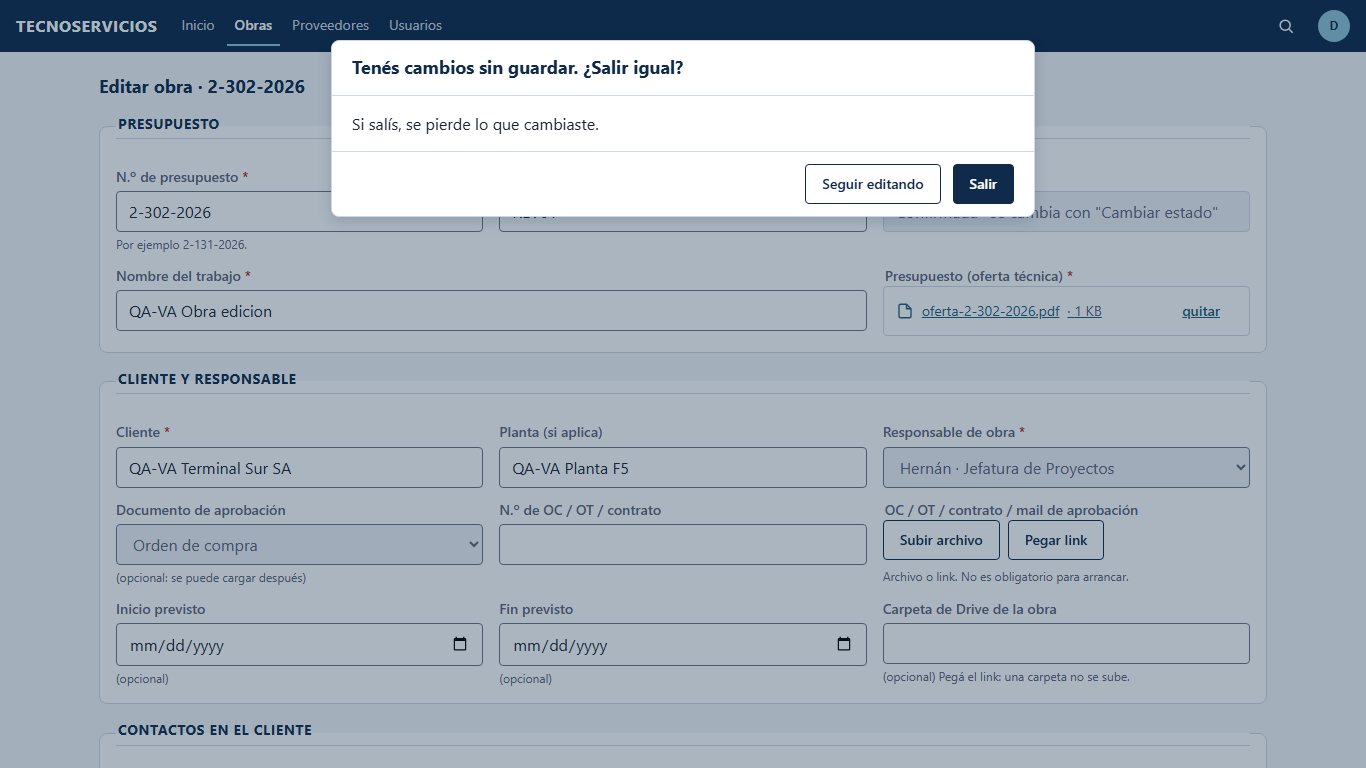 TECNOSERVICIOS Inicio Obras Proveedores Usuarios D
Tenés cambios sin guardar. ¿Salir igual?
Si salís, se pierde lo que cambiaste.
Seguir editando Salir
Editar obra · 2-302-2026
PRESUPUESTO
N.º de presupuesto *
2-302-2026
"Cambiar estado"
Por ejemplo 2-131-2026.
Nombre del trabajo * Presupuesto (oferta técnica) *
QA-VA Obra edicion oferta-2-302-2026.pdf · 1 KB quitar
CLIENTE Y RESPONSABLE
Cliente * Planta (si aplica) Responsable de obra *
QA-VA Terminal Sur SA QA-VA Planta F5 Hernán · Jefatura de Proyectos
Documento de aprobación N.º de OC / OT / contrato OC / OT / contrato / mail de aprobación
Orden de compra Subir archivo Pegar link
(opcional: se puede cargar después) Archivo o link. No es obligatorio para arrancar.
Inicio previsto Fin previsto Carpeta de Drive de la obra
mm/dd/yyyy mm/dd/yyyy
(opcional) (opcional) (opcional) Pegá el link: una carpeta no se sube.
CONTACTOS EN EL CLIENTE